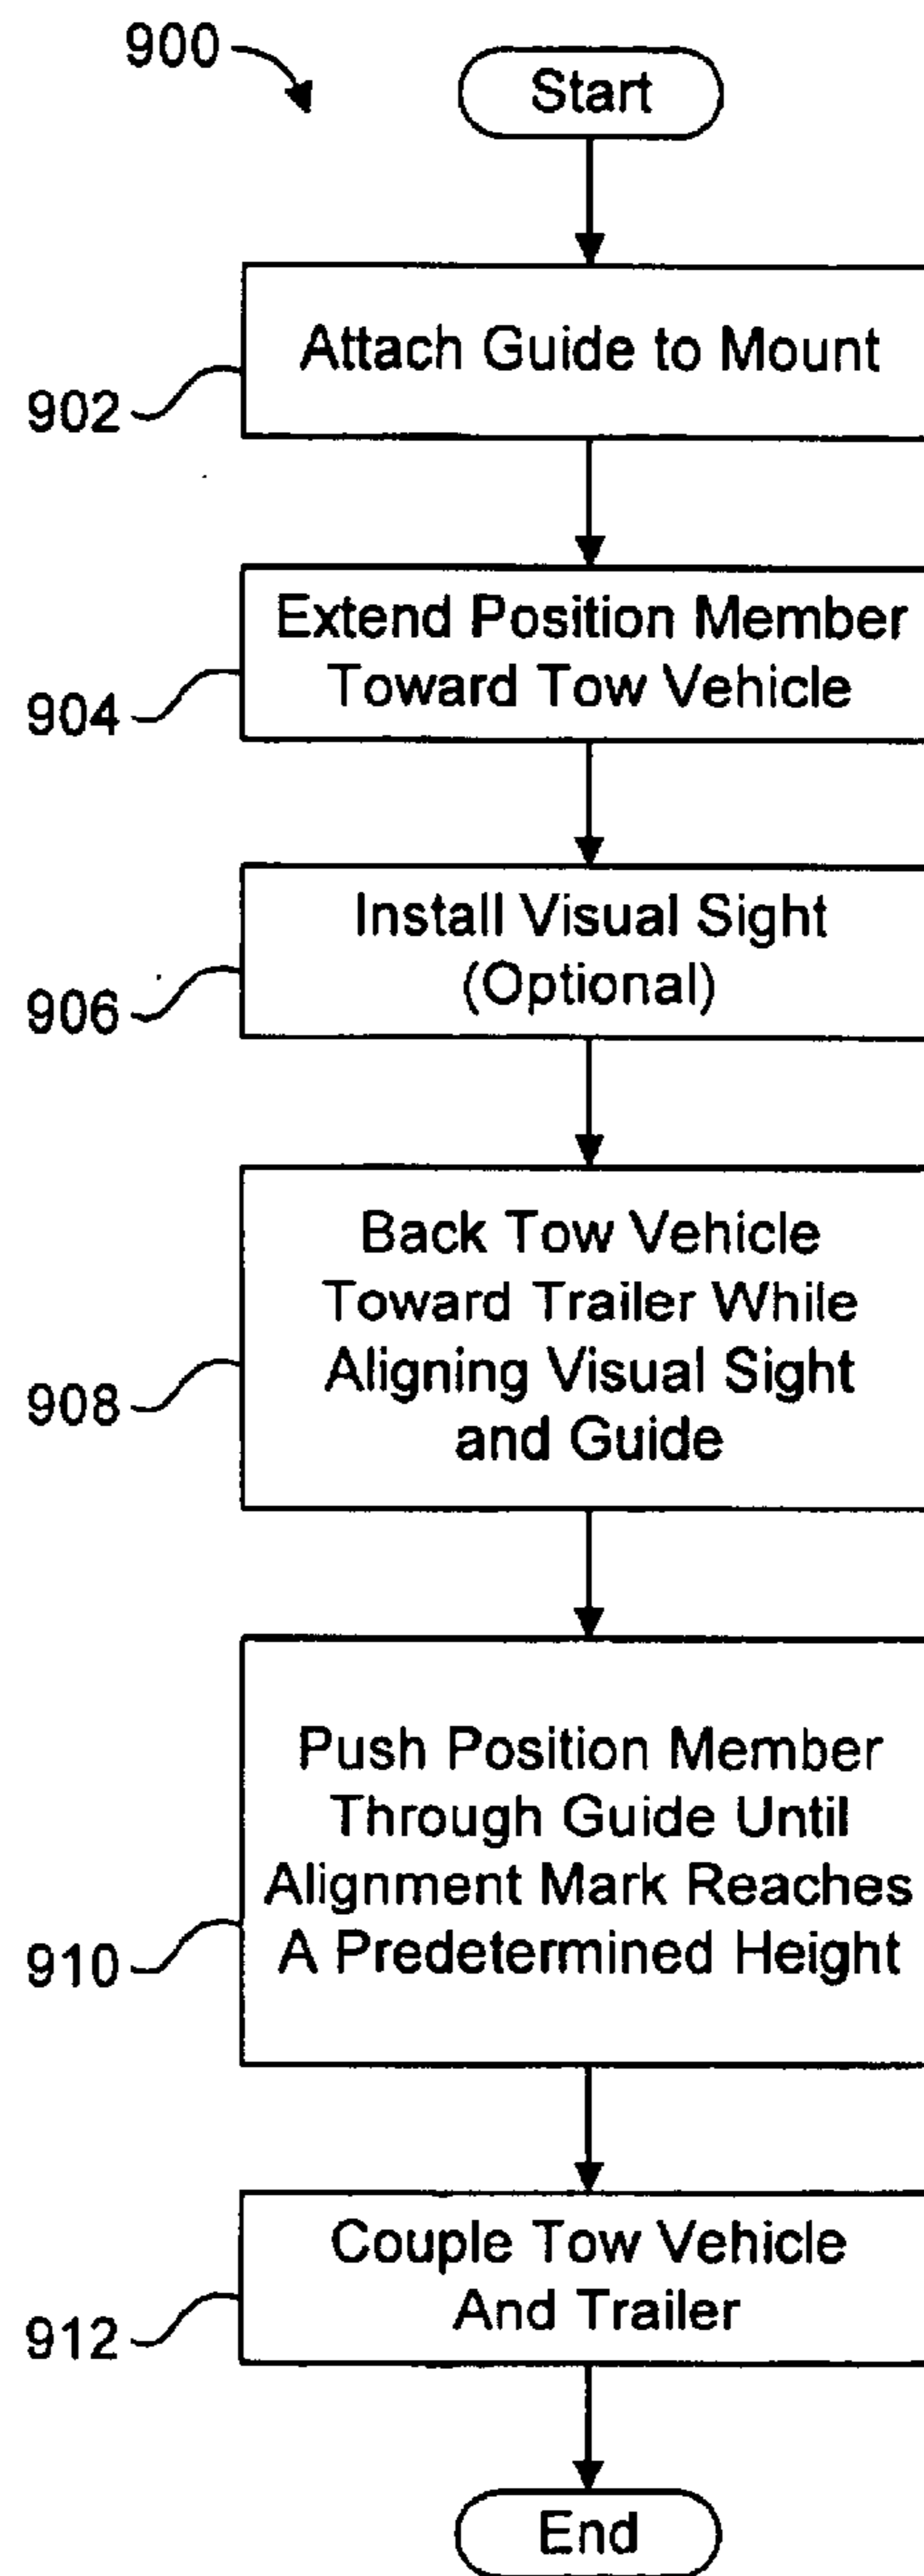 900
Start
Attach Guide to Mount
902
Extend Position Member
Toward Tow Vehicle
904
Install Visual Sight
(Optional)
906
Back Tow Vehicle
Toward Trailer While
Aligning Visual Sight
and Guide
908
Push Position Member
Through Guide Until
Alignment Mark Reaches
A Predetermined Height
910
Couple Tow Vehicle
And Trailer
912
End